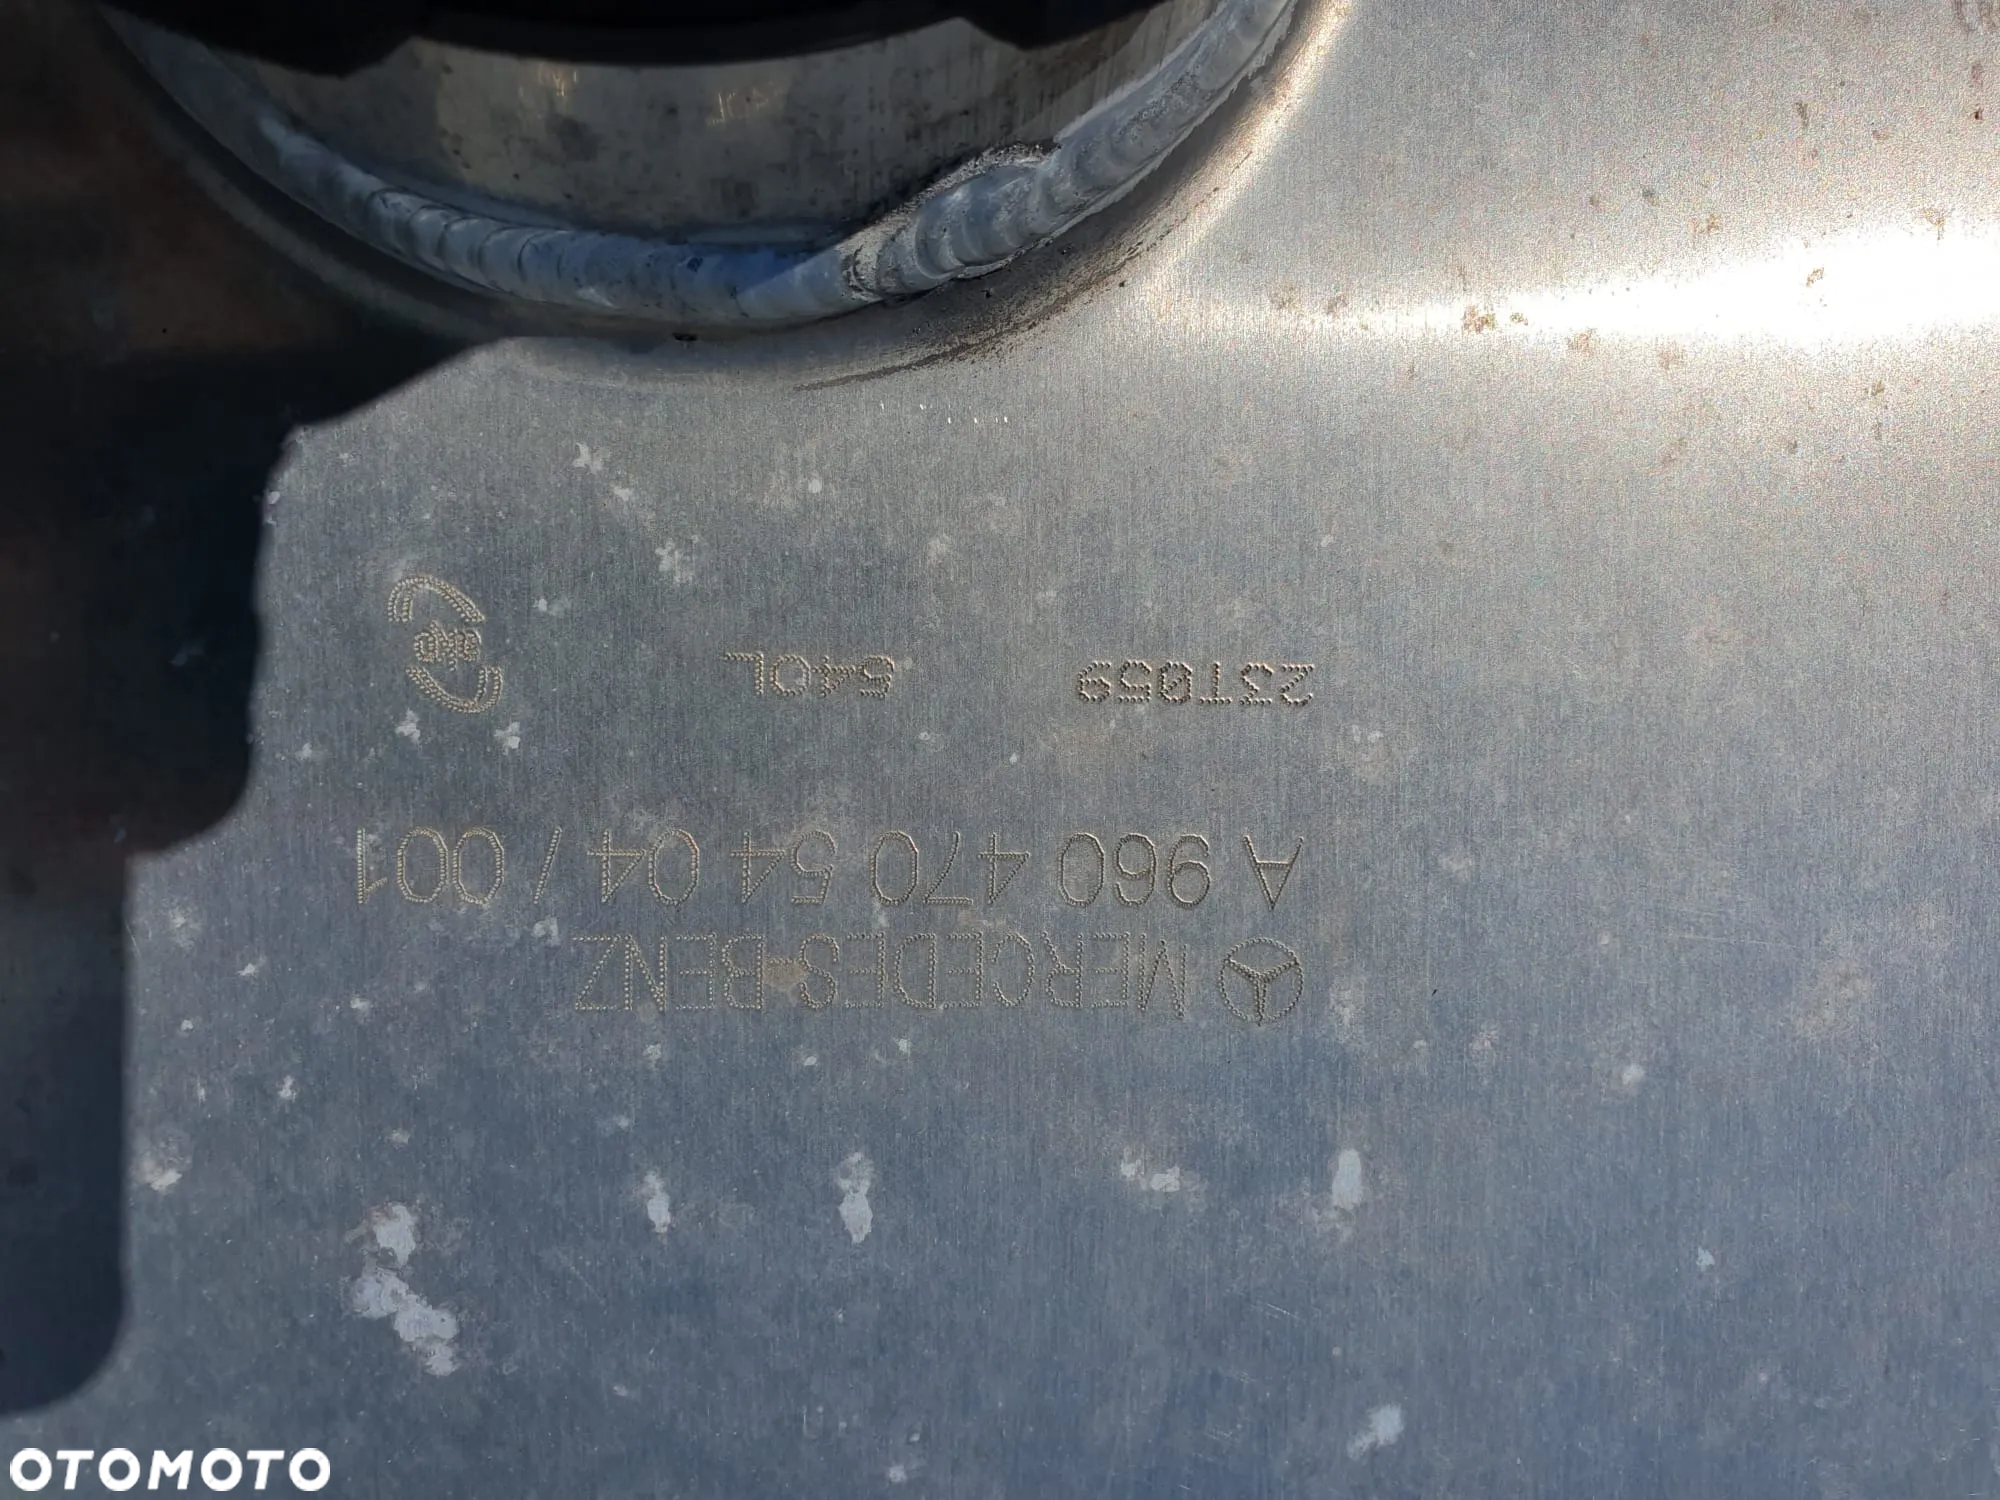 MERCEDES-BENZ
A 960 470 54 04 / 001
23T059 540L
OTOMOTO